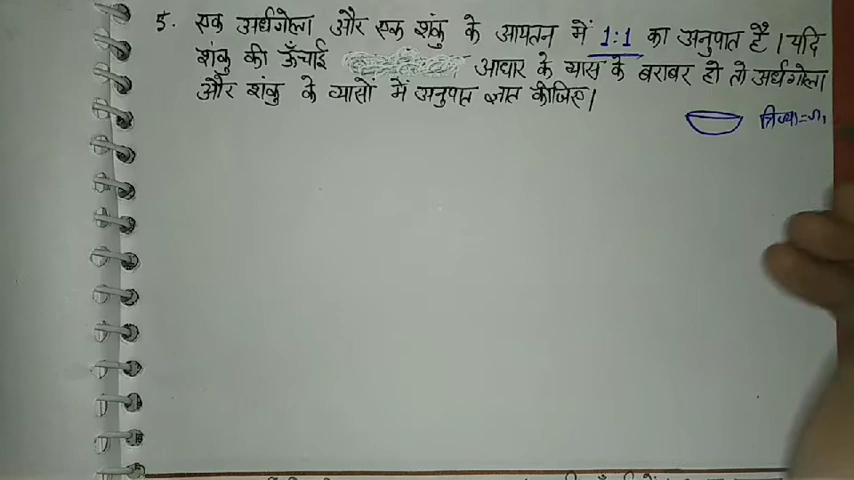 5. एक अर्धगोला और एक शंकु के आयतन में 1:1 का अनुपात है। यदि
शंकु की ऊँचाई आधार के व्यास के बराबर हो तो अर्धगोला
और शंकु के व्यासो में अनुपात ज्ञात कीजिए।
त्रिज्या=r₁